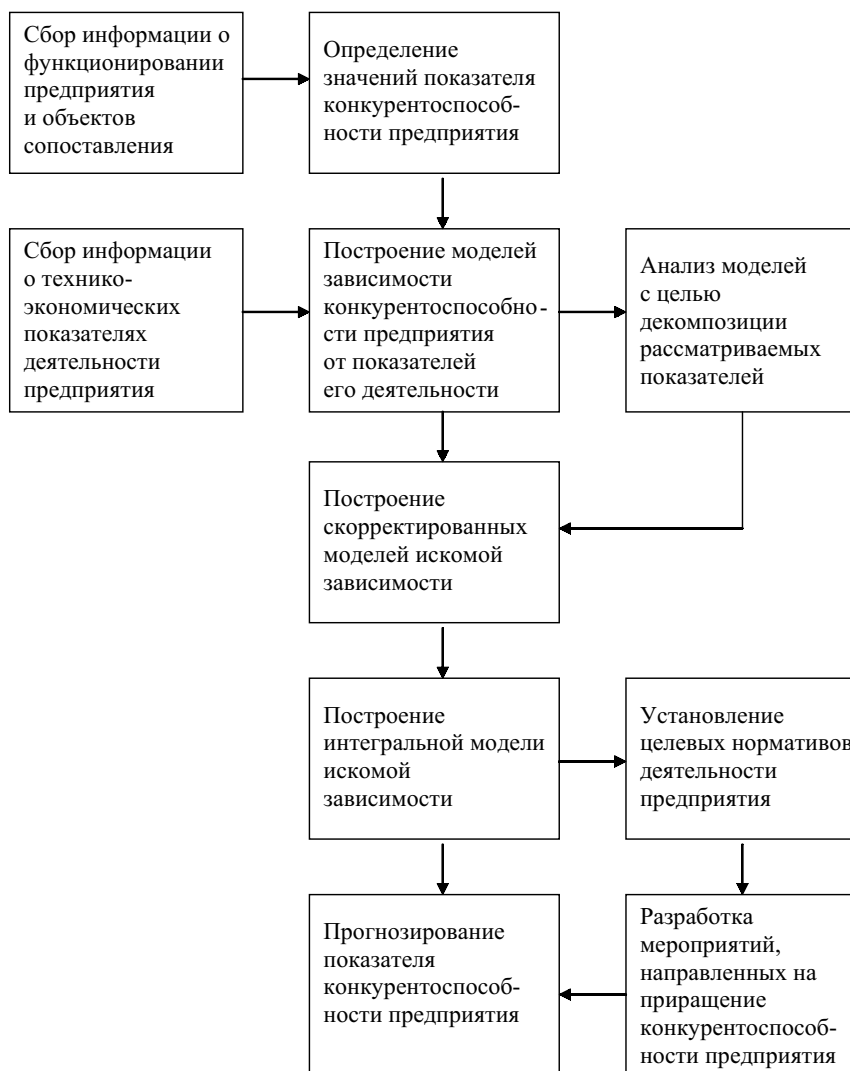 Сбор информации о
функционировании
предприятия
и объектов
сопоставления
Определение
значений показателя
конкурентоспособ-
ности предприятия
Сбор информации
о технико-
экономических
показателях
деятельности
предприятия
Построение моделей
зависимости
конкурентоспособно-
сти предприятия
от показателей
его деятельности
Анализ моделей
с целью
декомпозиции
рассматриваемых
показателей
Построение
скорректированных
моделей искомой
зависимости
Построение
интегральной модели
искомой
зависимости
Установление
целевых нормативов
деятельности
предприятия
Прогнозирование
показателя
конкурентоспособ-
ности предприятия
Разработка
мероприятий,
направленных на
приращение
конкурентоспособ-
ности предприятия